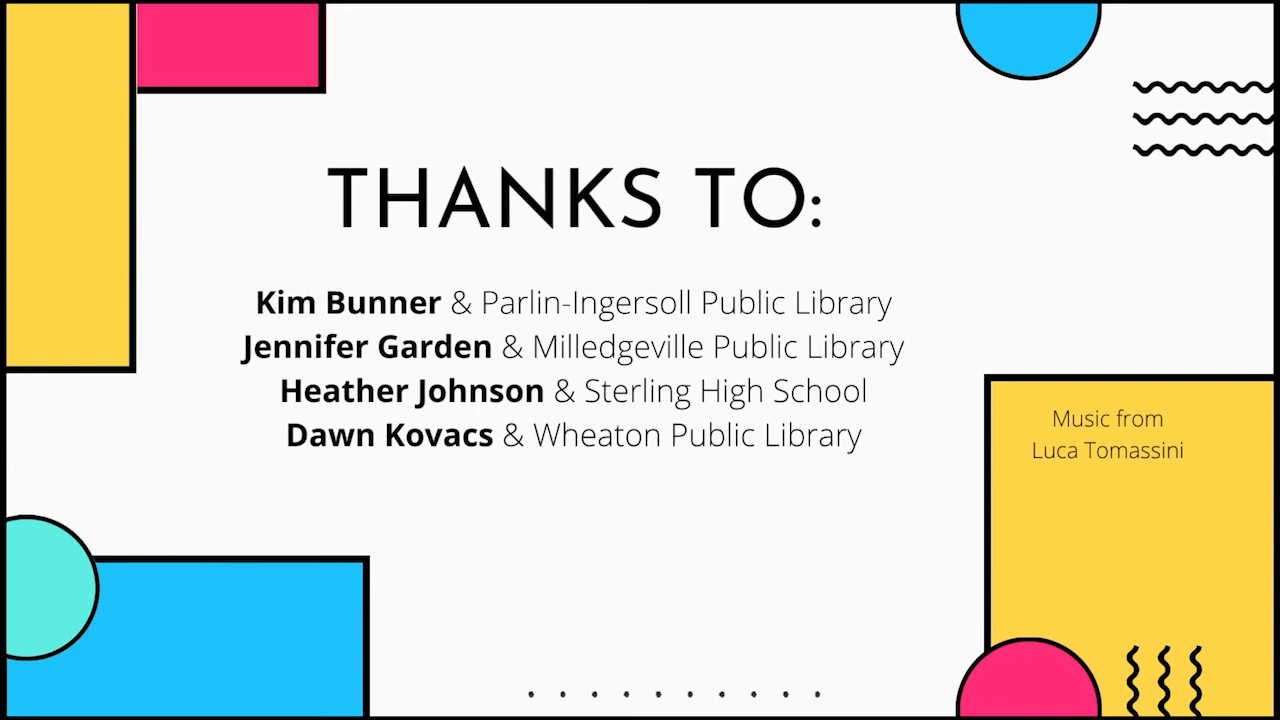 THANKS TO:
Kim Bunner & Parlin-Ingersoll Public Library
Jennifer Garden & Milledgeville Public Library
Heather Johnson & Sterling High School
Dawn Kovacs & Wheaton Public Library
Music from
Luca Tomassini